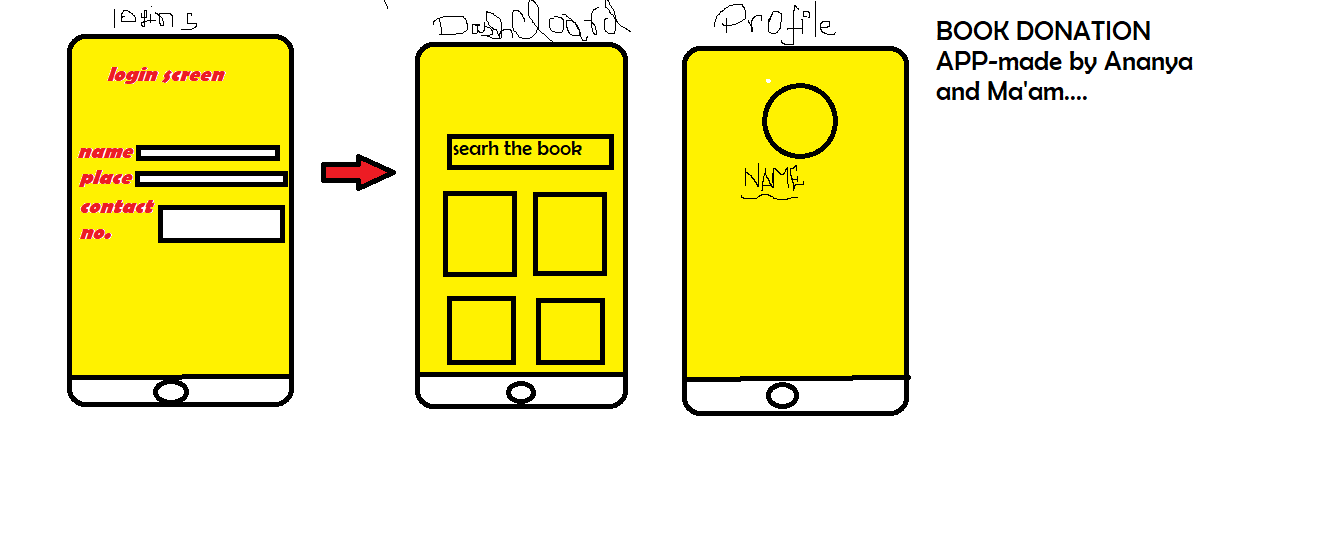 logins
Dashboard
Profile
BOOK DONATION
APP-made by Ananya
and Ma'am....
login screen
name
place
contact
no.
searh the book
NAME